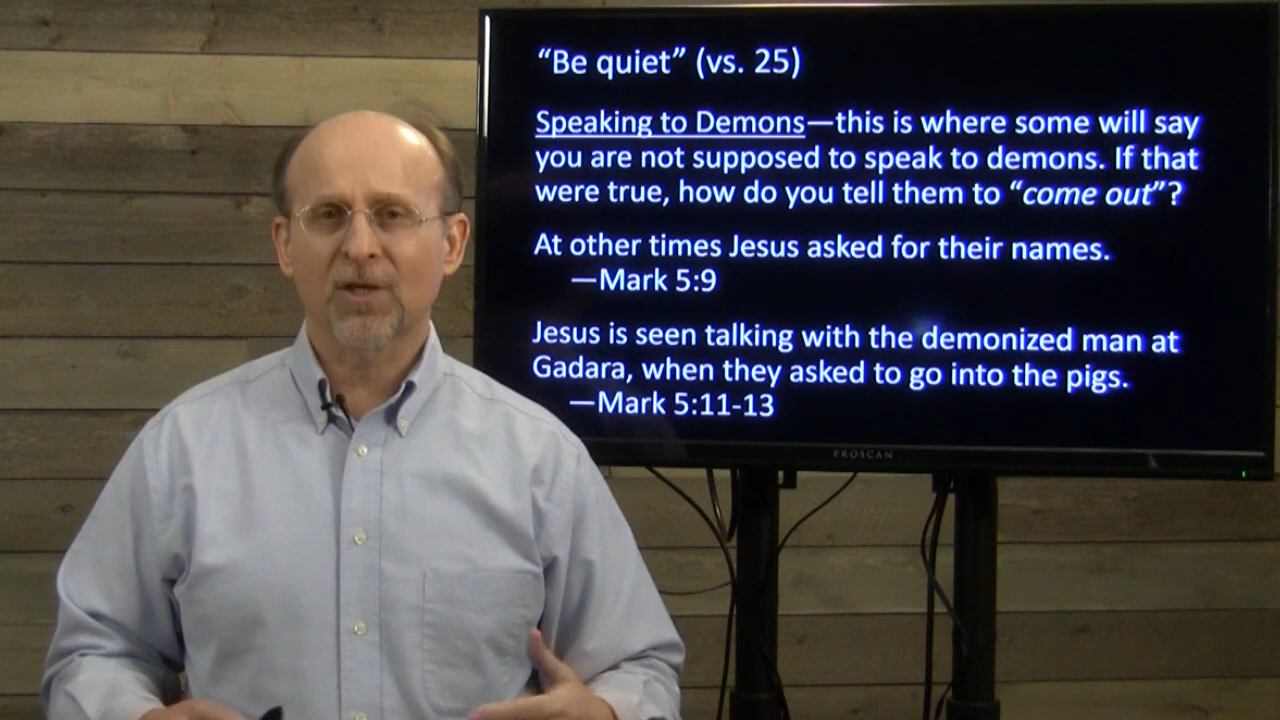 “Be quiet” (vs. 25)
Speaking to Demons—this is where some will say
you are not supposed to speak to demons. If that
were true, how do you tell them to “come out”?
At other times Jesus asked for their names.
—Mark 5:9
Jesus is seen talking with the demonized man at
Gadara, when they asked to go into the pigs.
—Mark 5:11-13
PROSCAN